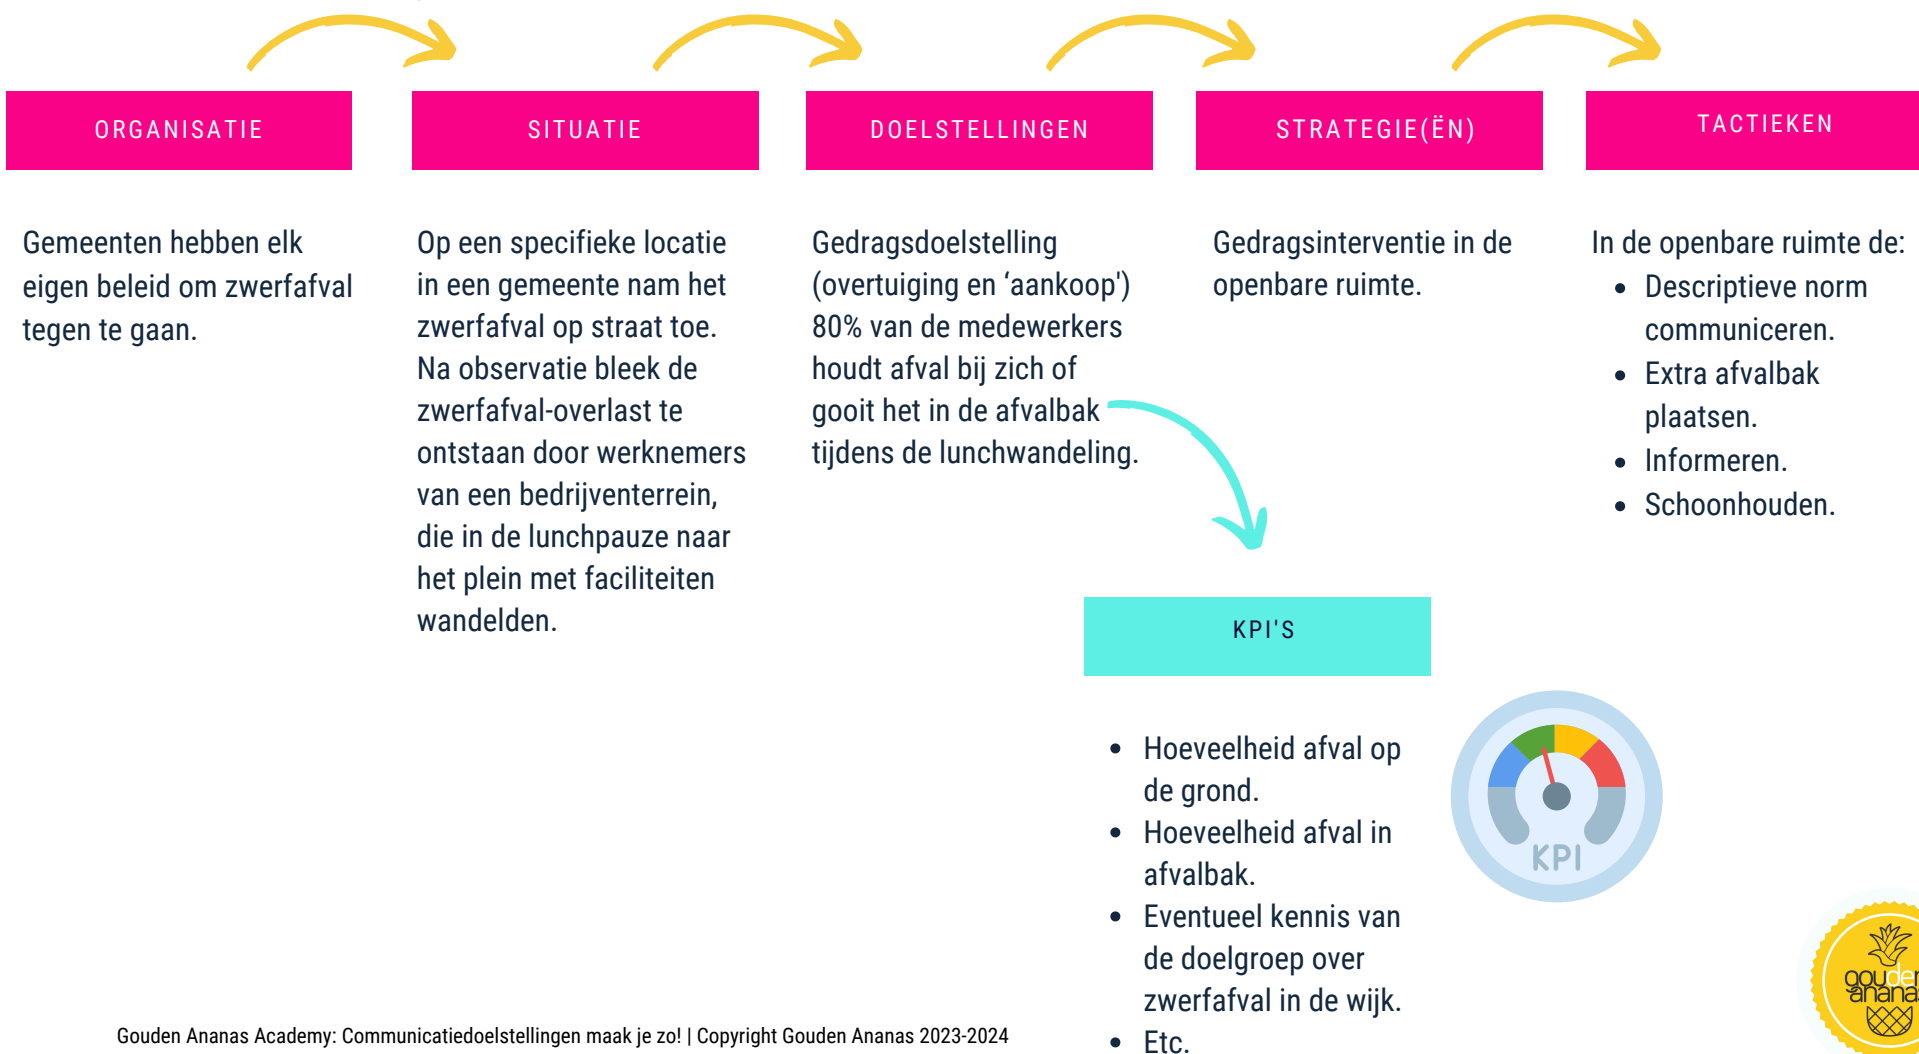 ORGANISATIE
SITUATIE
DOELSTELLINGEN
STRATEGIE(ËN)
TACTIEKEN
Gemeenten hebben elk
eigen beleid om zwerfafval
tegen te gaan.
Op een specifieke locatie
in een gemeente nam het
zwerfafval op straat toe.
Na observatie bleek de
zwerfafval-overlast te
ontstaan door werknemers
van een bedrijventerrein,
die in de lunchpauze naar
het plein met faciliteiten
wandelden.
Gedragsdoelstelling
(overtuiging en ‘aankoop')
80% van de medewerkers
houdt afval bij zich of
gooit het in de afvalbak
tijdens de lunchwandeling.
Gedragsinterventie in de
openbare ruimte.
In de openbare ruimte de:
• Descriptieve norm
communiceren.
• Extra afvalbak
plaatsen.
• Informeren.
• Schoonhouden.
KPI'S
• Hoeveelheid afval op
de grond.
• Hoeveelheid afval in
afvalbak.
• Eventueel kennis van
de doelgroep over
zwerfafval in de wijk.
• Etc.
KPI
Gouden Ananas Academy: Communicatiedoelstellingen maak je zo! | Copyright Gouden Ananas 2023-2024